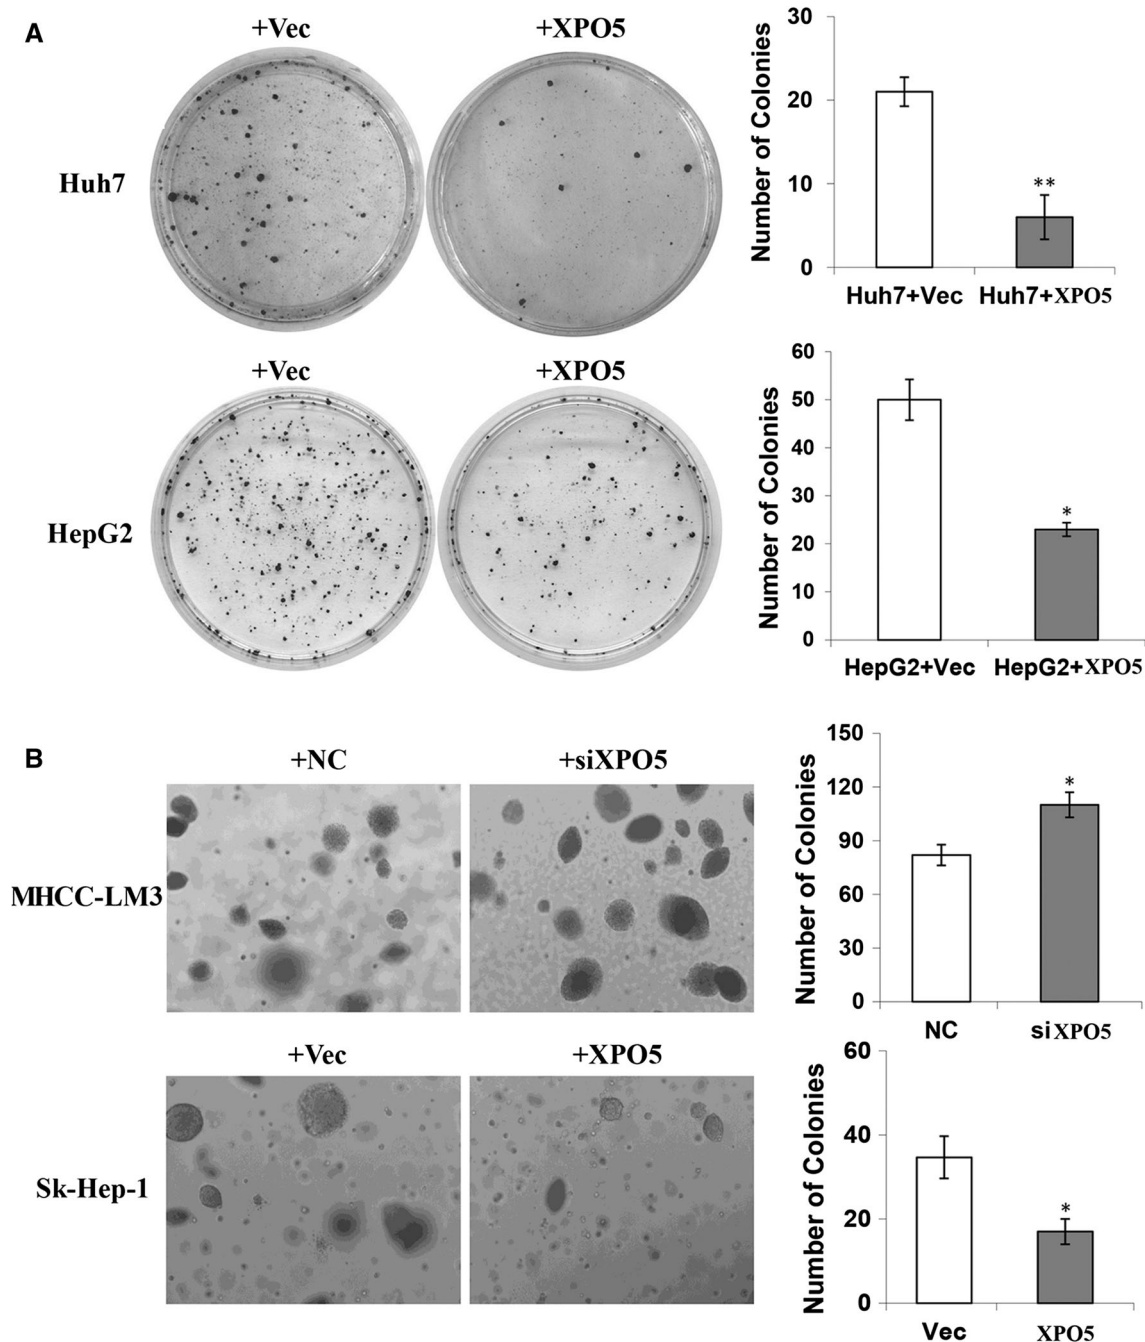 A
+Vec
+XPO5
Huh7
Number of Colonies
30
20
10
0
**
Huh7+Vec
Huh7+XPO5
+Vec
+XPO5
HepG2
Number of Colonies
60
50
40
30
20
10
0
*
HepG2+Vec
HepG2+XPO5
B
+NC
+siXPO5
MHCC-LM3
Number of Colonies
150
120
90
60
30
0
*
NC
siXPO5
+Vec
+XPO5
Sk-Hep-1
Number of Colonies
60
40
20
0
*
Vec
XPO5